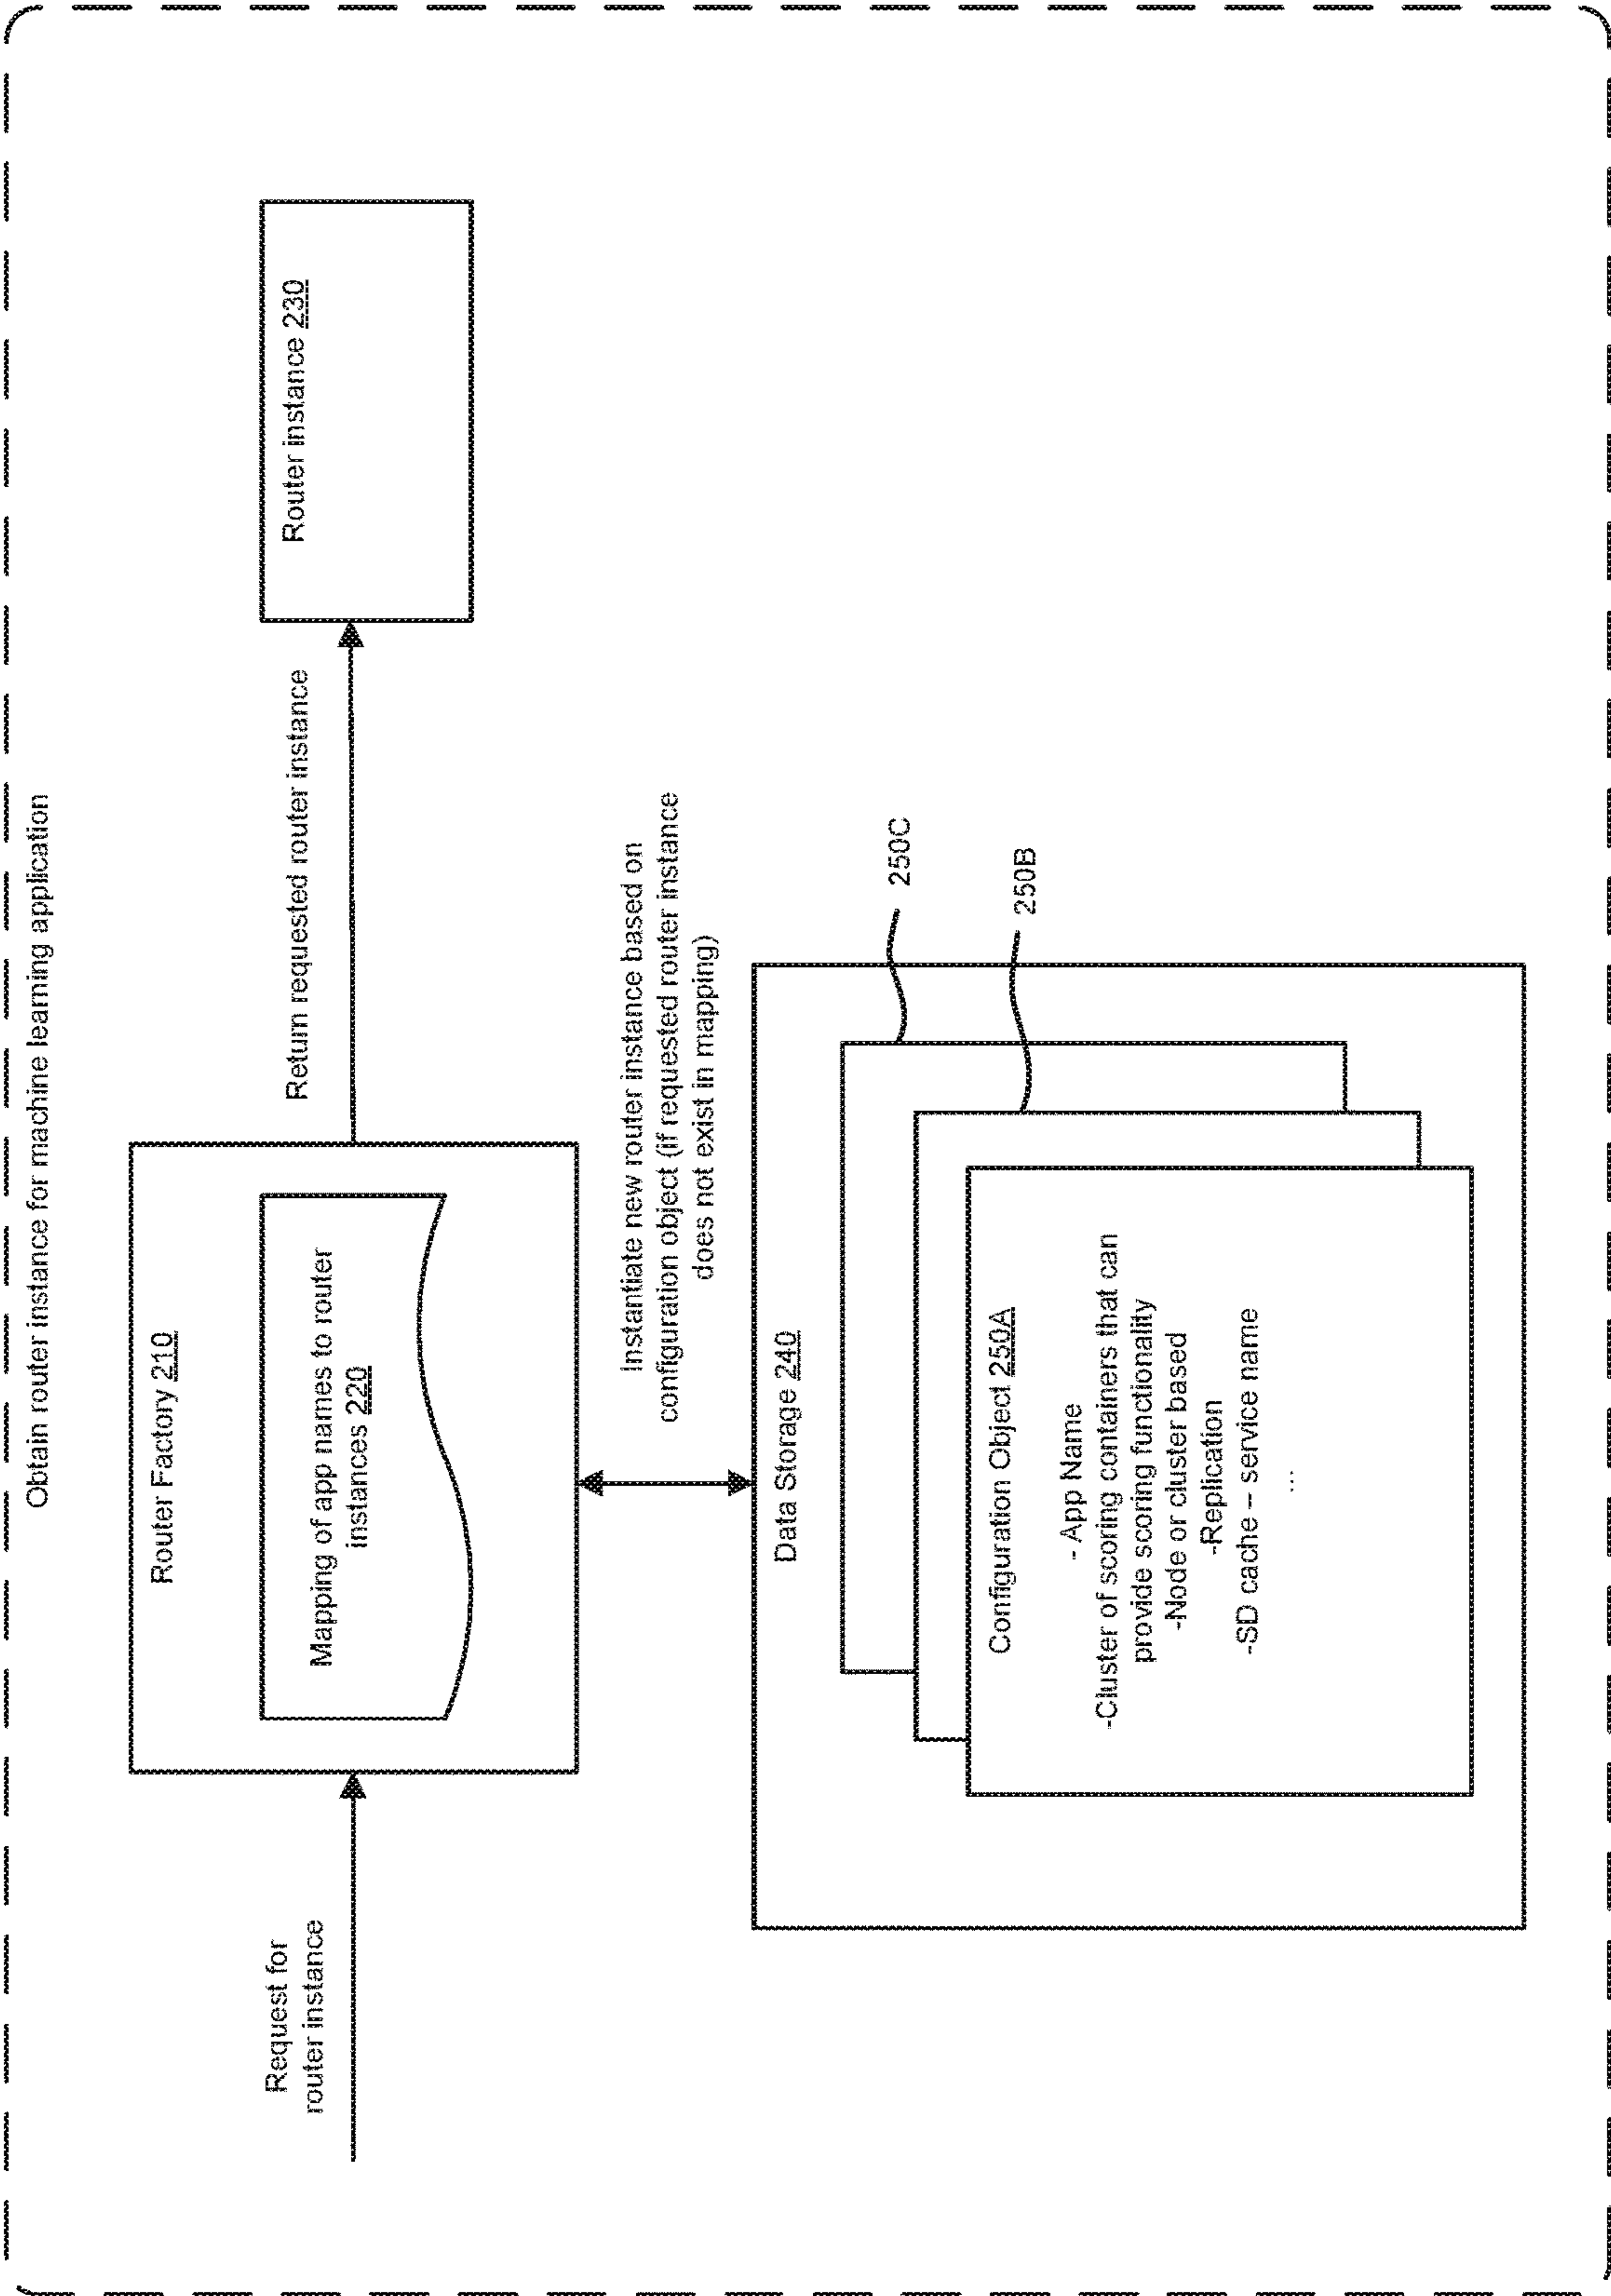 Obtain router instance for machine learning application
Request for
router instance
Router Factory 210
Mapping of app names to router
instances 220
Return requested router instance
Router instance 230
Instantiate new router instance based on
configuration object (if requested router instance
does not exist in mapping)
Data Storage 240
250C
250B
Configuration Object 250A
- App Name
-Cluster of scoring containers that can
provide scoring functionality
-Node or cluster based
-Replication
-SD cache – service name
...